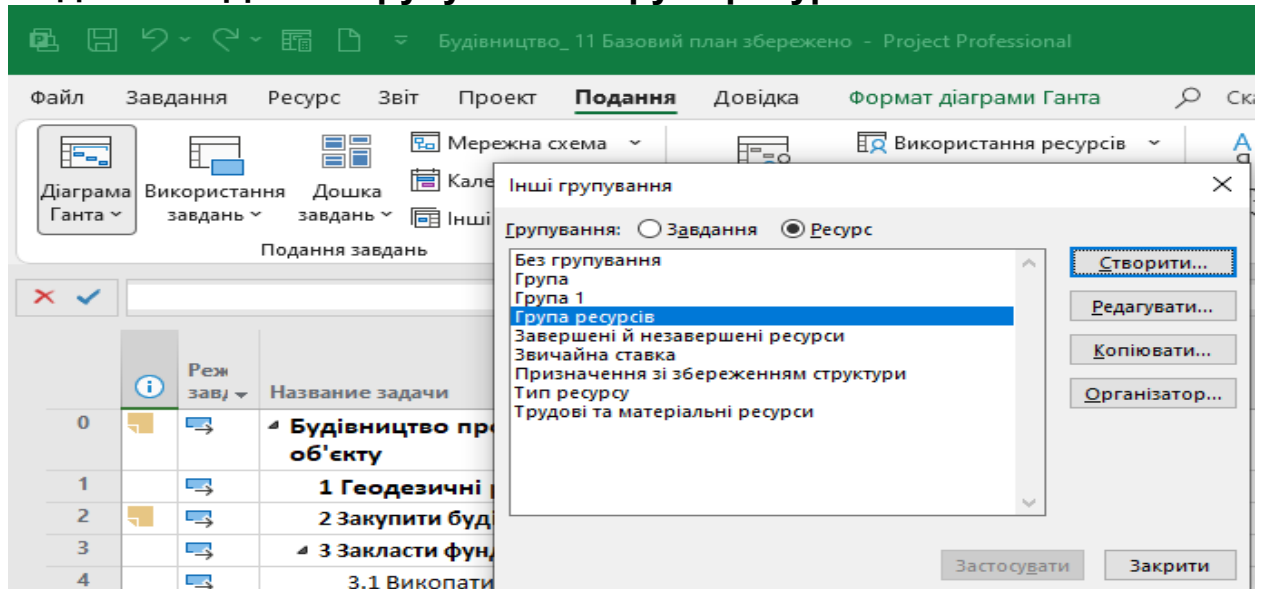 Будівництво_ 11 Базовий план збережено - Project Professional
Файл Завдання Ресурс Звіт Проект Подання Довідка Формат діаграми Ганта
Мережна схема
Використання ресурсів
Діаграма Ганта
Використання завдань
Дошка завдань
Інші
Подання завдань
Інші групування
Групування: Завдання Ресурс
Без групування
Група
Група 1
Група ресурсів
Завершені й незавершені ресурси
Звичайна ставка
Призначення зі збереженням структури
Тип ресурсу
Трудові та матеріальні ресурси
Створити...
Редагувати...
Копіювати...
Організатор...
Застосувати Закрити
Название задачи
0 Будівництво
об'єкту
1 1 Геодезичні
2 2 Закупити
3 3 Закласти
4 3.1 Викопати